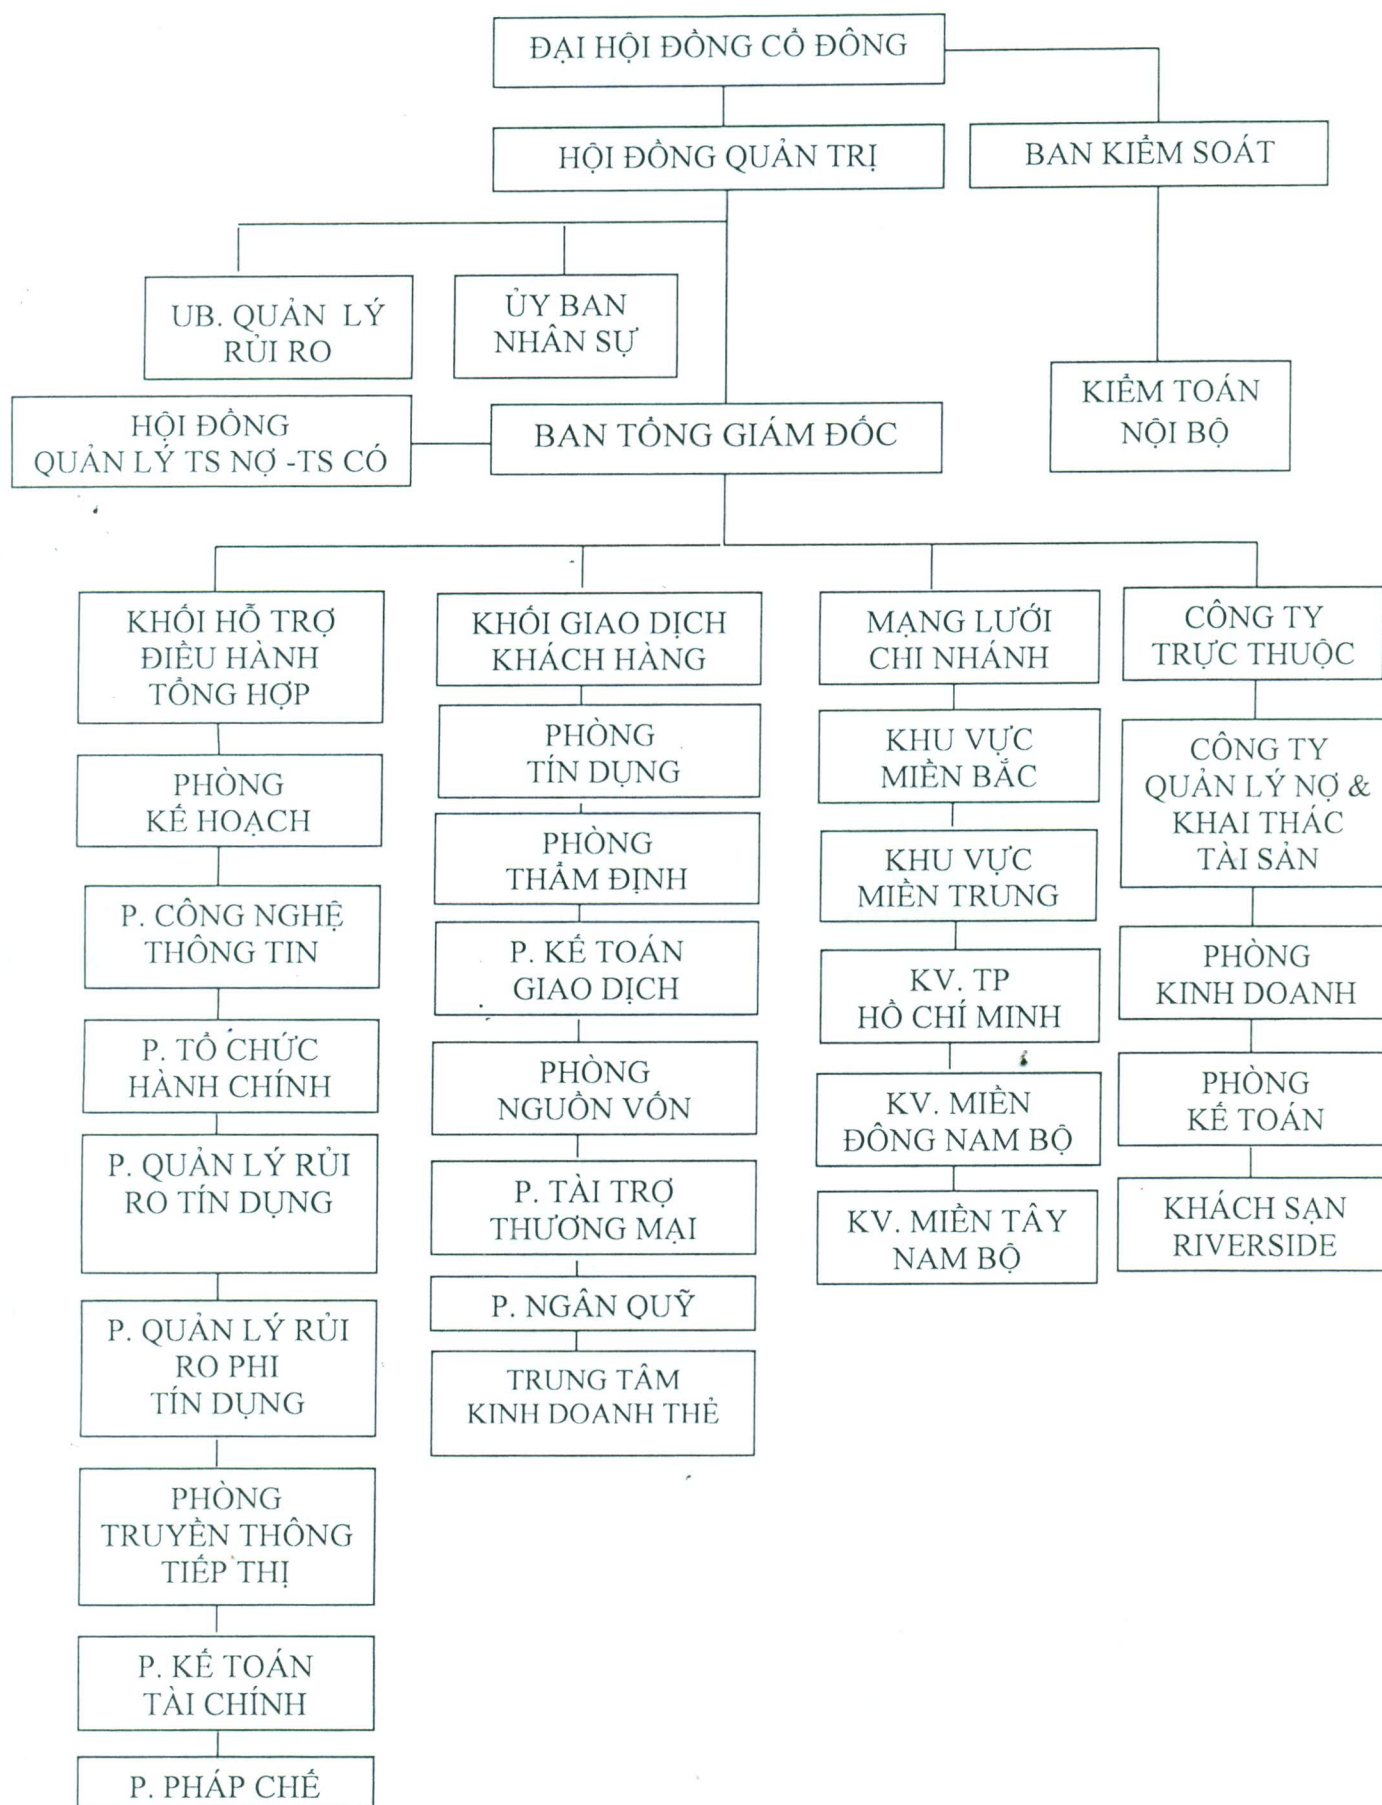 ĐẠI HỘI ĐỒNG CỔ ĐÔNG
HỘI ĐỒNG QUẢN TRỊ
BAN KIỂM SOÁT
UB. QUẢN LÝ
RỦI RO
ỦY BAN
NHÂN SỰ
KIỂM TOÁN
NỘI BỘ
HỘI ĐỒNG
QUẢN LÝ TS NỢ -TS CÓ
BAN TỔNG GIÁM ĐỐC
KHỐI HỖ TRỢ
ĐIỀU HÀNH
TỔNG HỢP
PHÒNG
KẾ HOẠCH
P. CÔNG NGHỆ
THÔNG TIN
P. TỔ CHỨC
HÀNH CHÍNH
P. QUẢN LÝ RỦI
RO TÍN DỤNG
P. QUẢN LÝ RỦI
RO PHI
TÍN DỤNG
PHÒNG
TRUYỀN THÔNG
TIẾP THỊ
P. KẾ TOÁN
TÀI CHÍNH
P. PHÁP CHẾ
KHỐI GIAO DỊCH
KHÁCH HÀNG
PHÒNG
TÍN DỤNG
PHÒNG
THẨM ĐỊNH
P. KẾ TOÁN
GIAO DỊCH
PHÒNG
NGUỒN VỐN
P. TÀI TRỢ
THƯƠNG MẠI
P. NGÂN QUỸ
TRUNG TÂM
KINH DOANH THẺ
MẠNG LƯỚI
CHI NHÁNH
KHU VỰC
MIỀN BẮC
KHU VỰC
MIỀN TRUNG
KV. TP
HỒ CHÍ MINH
KV. MIỀN
ĐÔNG NAM BỘ
KV. MIỀN TÂY
NAM BỘ
CÔNG TY
TRỰC THUỘC
CÔNG TY
QUẢN LÝ NỢ &
KHAI THÁC
TÀI SẢN
PHÒNG
KINH DOANH
PHÒNG
KẾ TOÁN
KHÁCH SẠN
RIVERSIDE